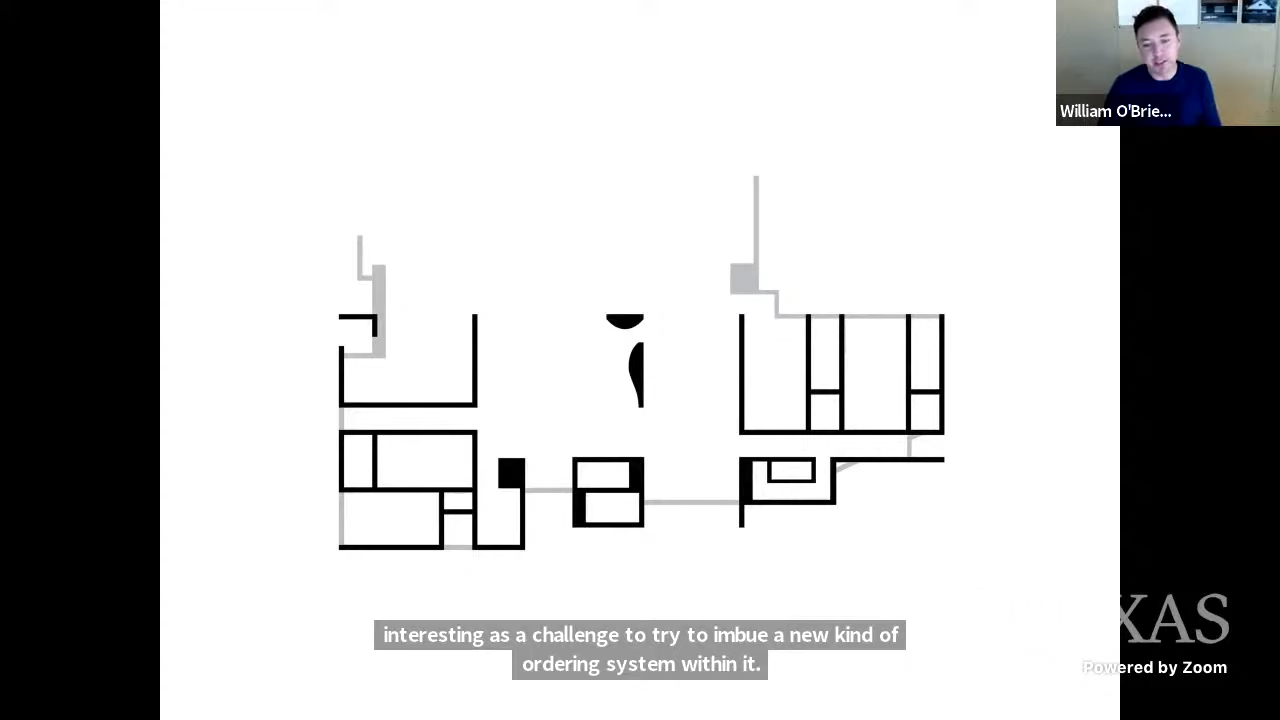 William O'Brie...
interesting as a challenge to try to imbue a new kind of
ordering system within it.
XAS
Powered by Zoom